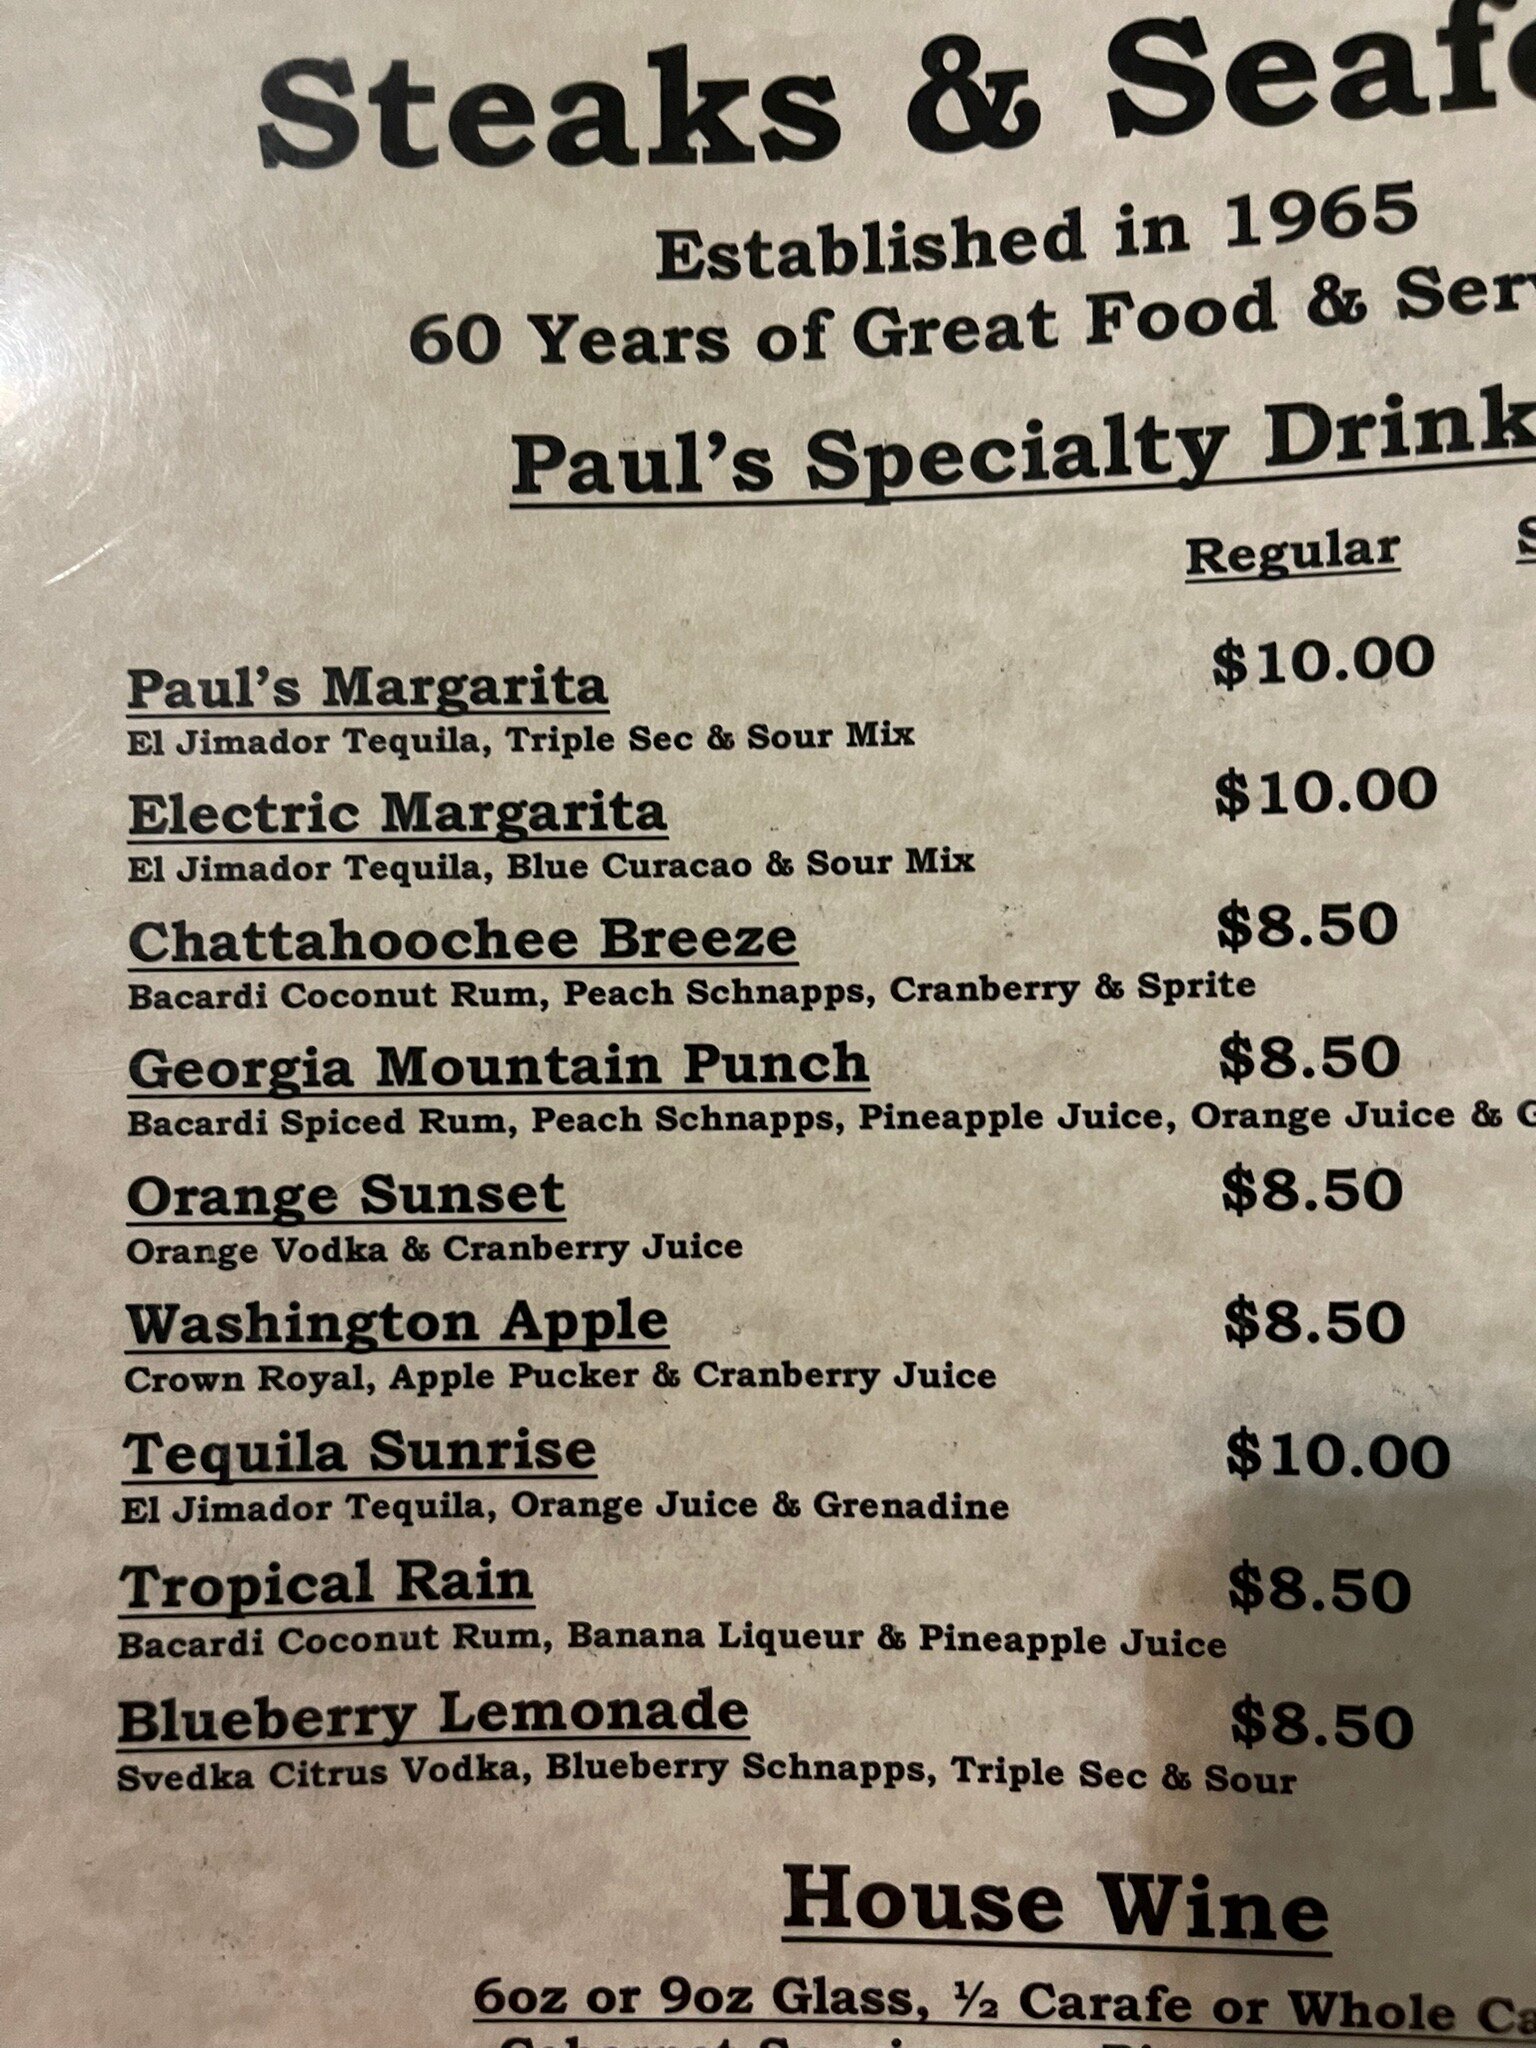 Steaks & Seafo
Established in 1965
60 Years of Great Food & Serv
Paul's Specialty Drink
Regular S
Paul's Margarita $10.00
El Jimador Tequila, Triple Sec & Sour Mix
Electric Margarita $10.00
El Jimador Tequila, Blue Curacao & Sour Mix
Chattahoochee Breeze $8.50
Bacardi Coconut Rum, Peach Schnapps, Cranberry & Sprite
Georgia Mountain Punch $8.50
Bacardi Spiced Rum, Peach Schnapps, Pineapple Juice, Orange Juice & G
Orange Sunset $8.50
Orange Vodka & Cranberry Juice
Washington Apple $8.50
Crown Royal, Apple Pucker & Cranberry Juice
Tequila Sunrise $10.00
El Jimador Tequila, Orange Juice & Grenadine
Tropical Rain $8.50
Bacardi Coconut Rum, Banana Liqueur & Pineapple Juice
Blueberry Lemonade $8.50
Svedka Citrus Vodka, Blueberry Schnapps, Triple Sec & Sour
House Wine
6oz or 9oz Glass, ½ Carafe or Whole Ca